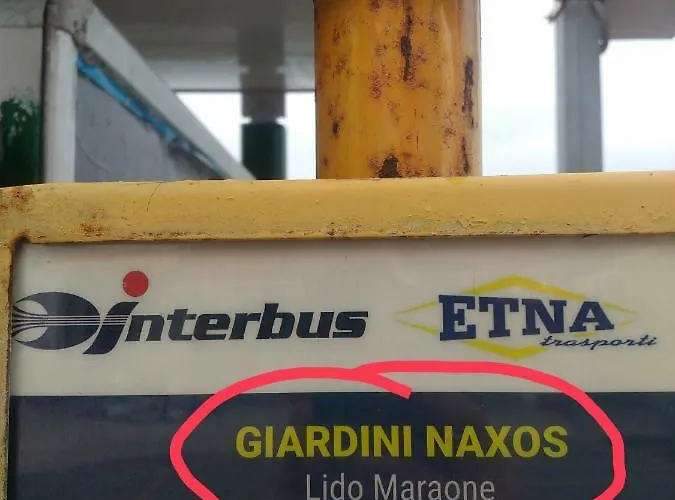 interbus
ETNA
trasporti
GIARDINI NAXOS
Lido Maraone